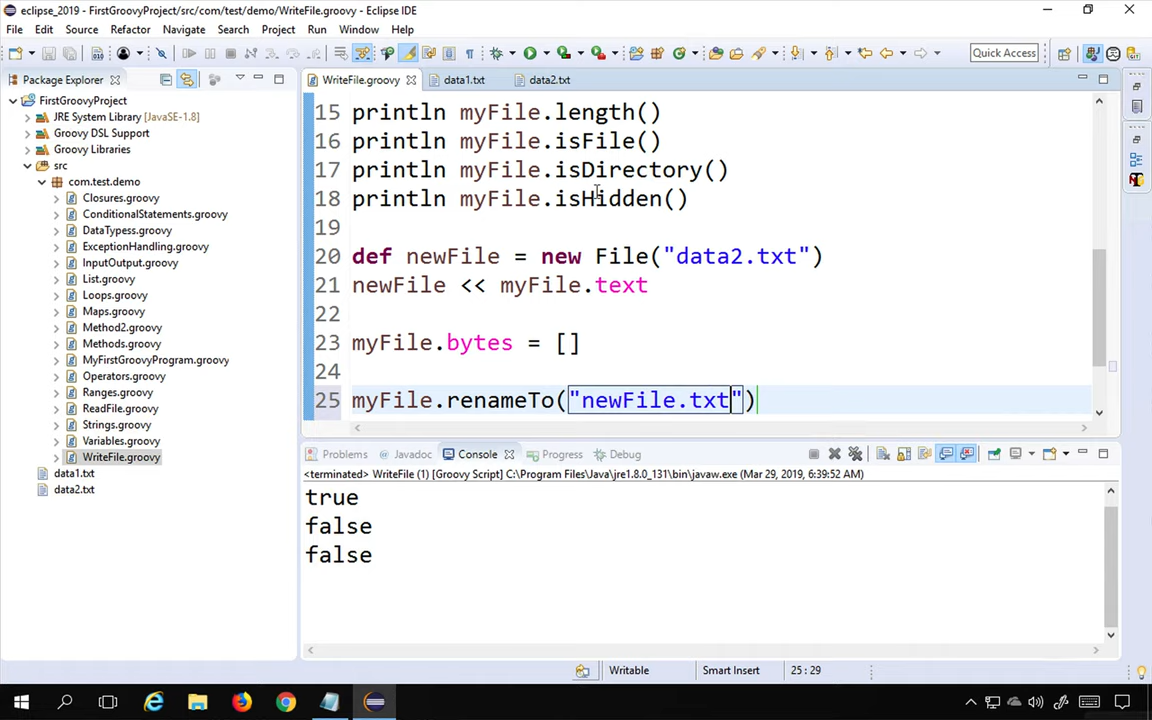 eclipse_2019 - FirstGroovyProject/src/com/test/demo/WriteFile.groovy - Eclipse IDE
File Edit Source Refactor Navigate Search Project Run Window Help
Quick Access
Package Explorer
FirstGroovyProject
JRE System Library [JavaSE-1.8]
Groovy DSL Support
Groovy Libraries
src
com.test.demo
Closures.groovy
ConditionalStatements.groovy
DataTypess.groovy
ExceptionHandling.groovy
InputOutput.groovy
List.groovy
Loops.groovy
Maps.groovy
Method2.groovy
Methods.groovy
MyFirstGroovyProgram.groovy
Operators.groovy
Ranges.groovy
ReadFile.groovy
Strings.groovy
Variables.groovy
WriteFile.groovy
data1.txt
data2.txt
WriteFile.groovy data1.txt data2.txt
15 println myFile.length()
16 println myFile.isFile()
17 println myFile.isDirectory()
18 println myFile.isHidden()
19
20 def newFile = new File("data2.txt")
21 newFile << myFile.text
22
23 myFile.bytes = []
24
25 myFile.renameTo("newFile.txt")
Problems Javadoc Console Progress Debug
<terminated> WriteFile (1) [Groovy Script] C:\Program Files\Java\jre1.8.0_131\bin\javaw.exe (Mar 29, 2019, 6:39:52 AM)
true
false
false
Writable Smart Insert 25 : 29